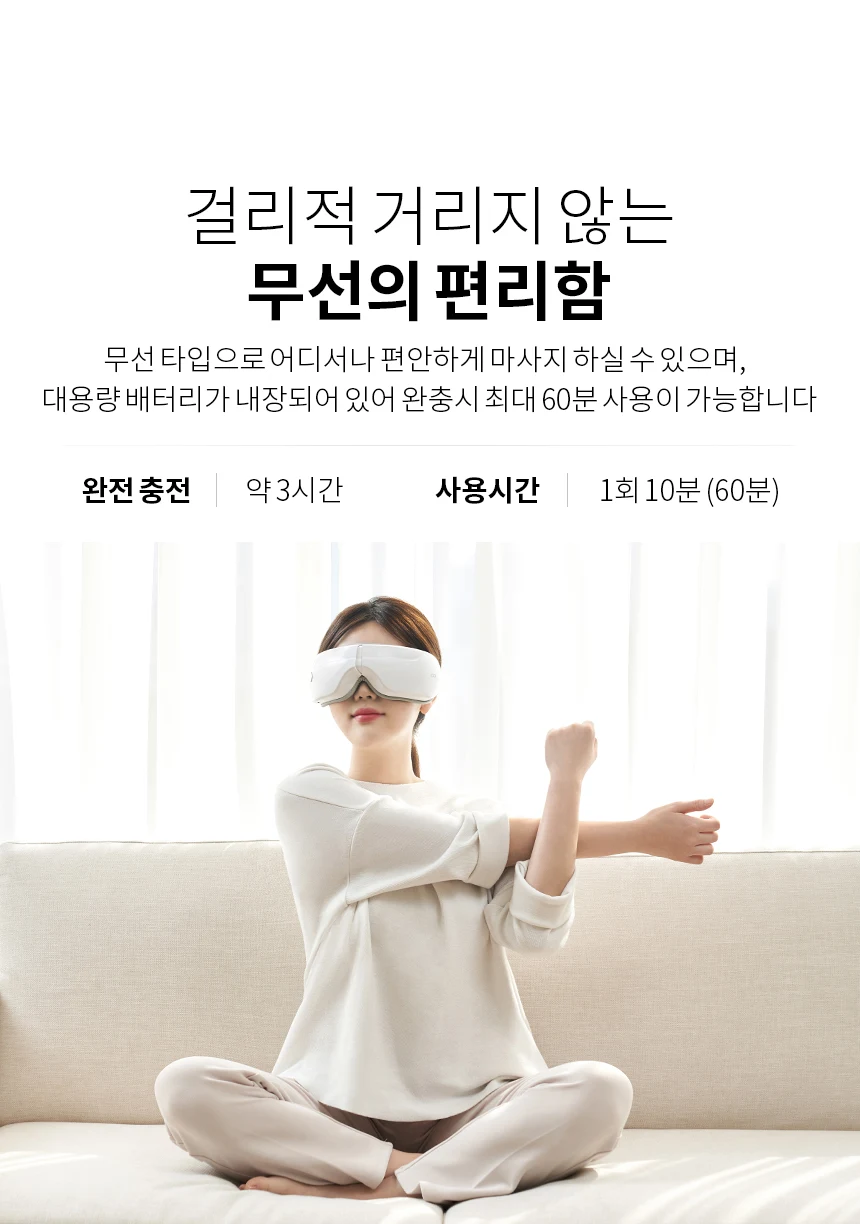 걸리적 거리지 않는
무선의 편리함
무선 타입으로 어디서나 편안하게 마사지 하실 수 있으며,
대용량 배터리가 내장되어 있어 완충시 최대 60분 사용이 가능합니다
완전 충전 약 3시간 사용시간 1회 10분 (60분)